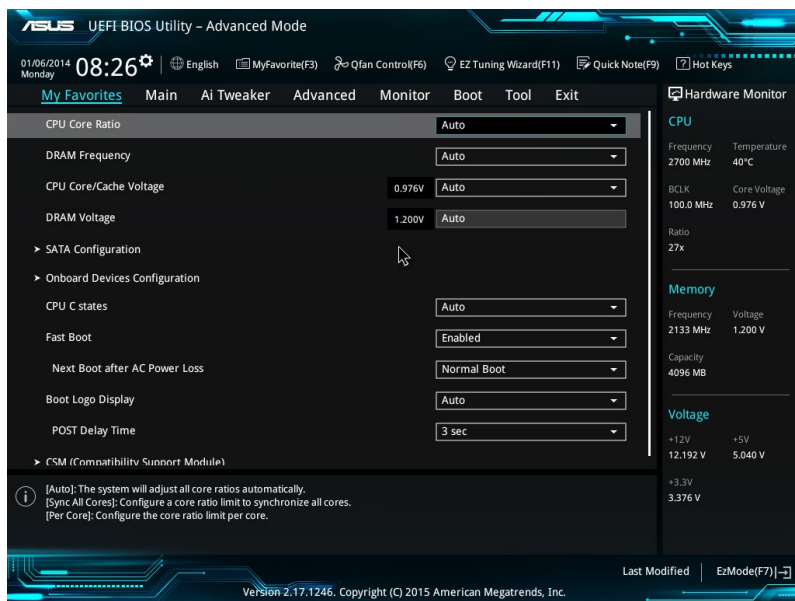 ASUS UEFI BIOS Utility – Advanced Mode
01/06/2014
Monday
08:26
English
MyFavorite(F3)
Qfan Control(F6)
EZ Tuning Wizard(F11)
Quick Note(F9)
? Hot Keys
My Favorites Main Ai Tweaker Advanced Monitor Boot Tool Exit
CPU Core Ratio Auto
DRAM Frequency Auto
CPU Core/Cache Voltage 0.976V Auto
DRAM Voltage 1.200V Auto
> SATA Configuration
> Onboard Devices Configuration
CPU C states Auto
Fast Boot Enabled
Next Boot after AC Power Loss Normal Boot
Boot Logo Display Auto
POST Delay Time 3 sec
> CSM (Compatibility Support Module)
i
[Auto]: The system will adjust all core ratios automatically.
[Sync All Cores]: Configure a core ratio limit to synchronize all cores.
[Per Core]: Configure the core ratio limit per core.
Hardware Monitor
CPU
Frequency Temperature
2700 MHz 40°C
BCLK Core Voltage
100.0 MHz 0.976 V
Ratio
27x
Memory
Frequency Voltage
2133 MHz 1.200 V
Capacity
4096 MB
Voltage
+12V +5V
12.192 V 5.040 V
+3.3V
3.376 V
Last Modified EzMode(F7)
Version 2.17.1246. Copyright (C) 2015 American Megatrends, Inc.